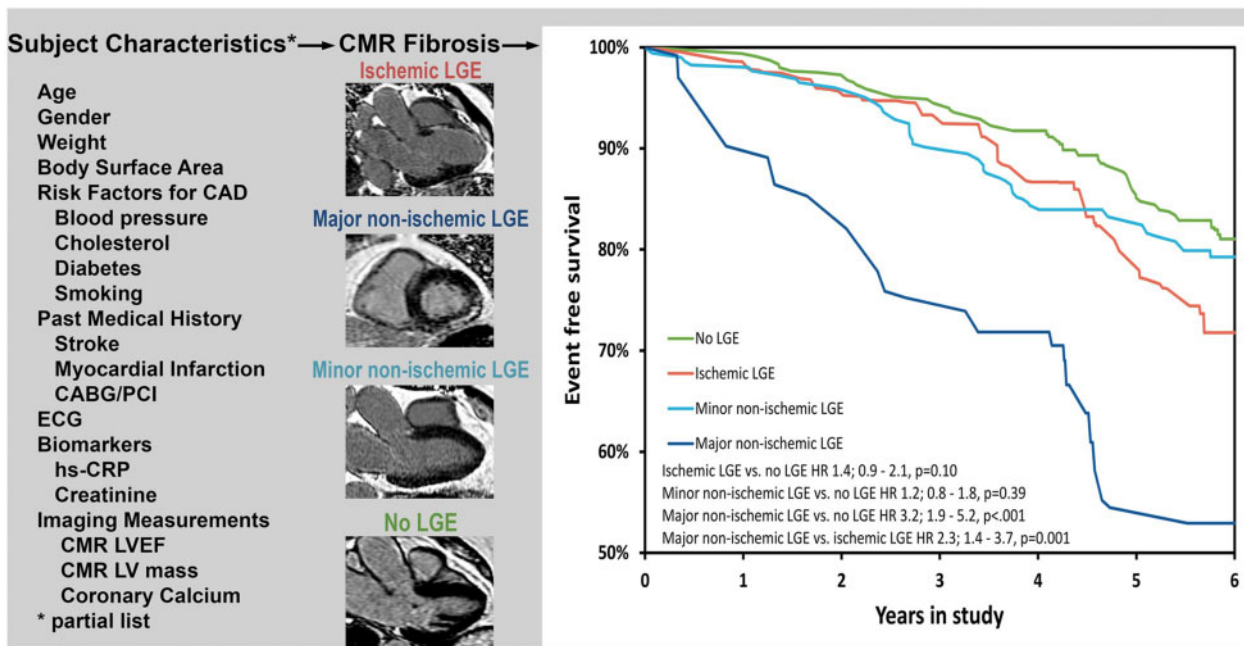 Subject Characteristics* → CMR Fibrosis →
Age
Gender
Weight
Body Surface Area
Risk Factors for CAD
Blood pressure
Cholesterol
Diabetes
Smoking
Past Medical History
Stroke
Myocardial Infarction
CABG/PCI
ECG
Biomarkers
hs-CRP
Creatinine
Imaging Measurements
CMR LVEF
CMR LV mass
Coronary Calcium
* partial list
Ischemic LGE
Major non-ischemic LGE
Minor non-ischemic LGE
No LGE
Event free survival
100%
90%
80%
70%
60%
50%
No LGE
Ischemic LGE
Minor non-ischemic LGE
Major non-ischemic LGE
Ischemic LGE vs. no LGE HR 1.4; 0.9 - 2.1, p=0.10
Minor non-ischemic LGE vs. no LGE HR 1.2; 0.8 - 1.8, p=0.39
Major non-ischemic LGE vs. no LGE HR 3.2; 1.9 - 5.2, p<.001
Major non-ischemic LGE vs. ischemic LGE HR 2.3; 1.4 - 3.7, p=0.001
0 1 2 3 4 5 6
Years in study